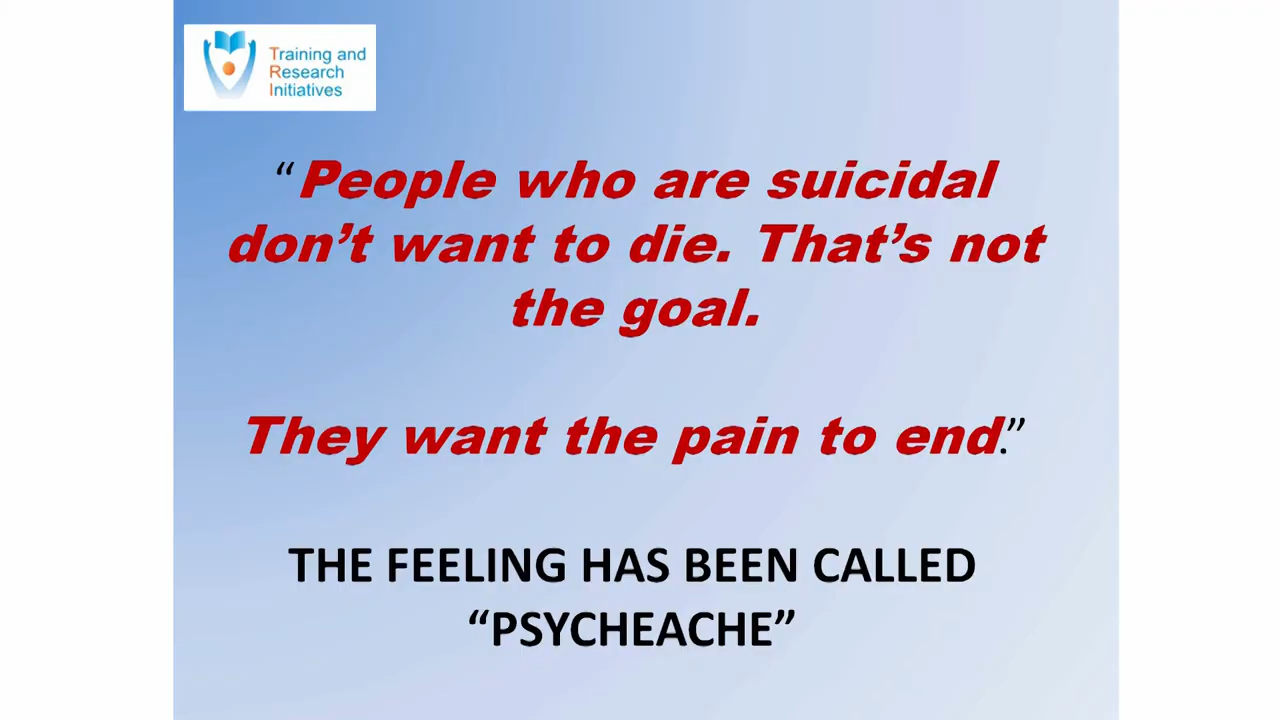 Training and
Research
Initiatives
“People who are suicidal
don’t want to die. That’s not
the goal.
They want the pain to end.”
THE FEELING HAS BEEN CALLED
“PSYCHEACHE”